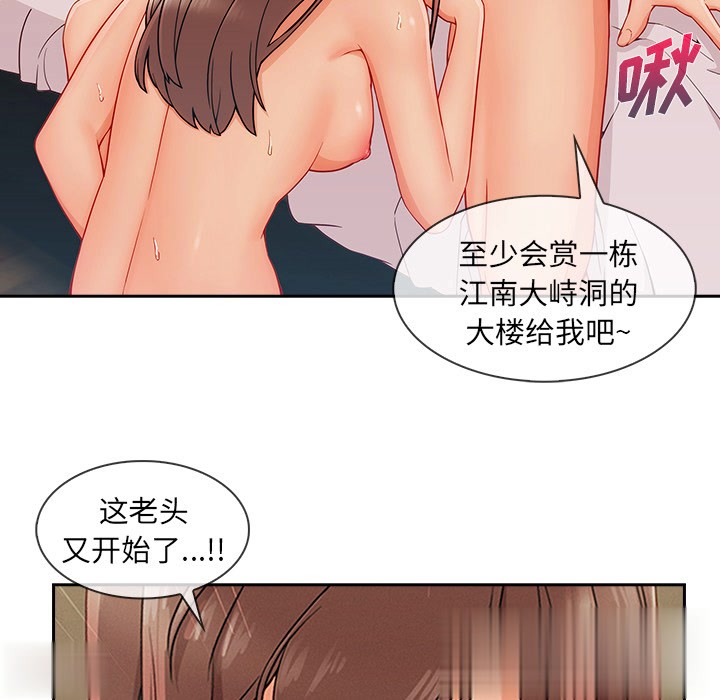 啾
至少会赏一栋
江南大峙洞的
大楼给我吧~
这老头
又开始了...!!